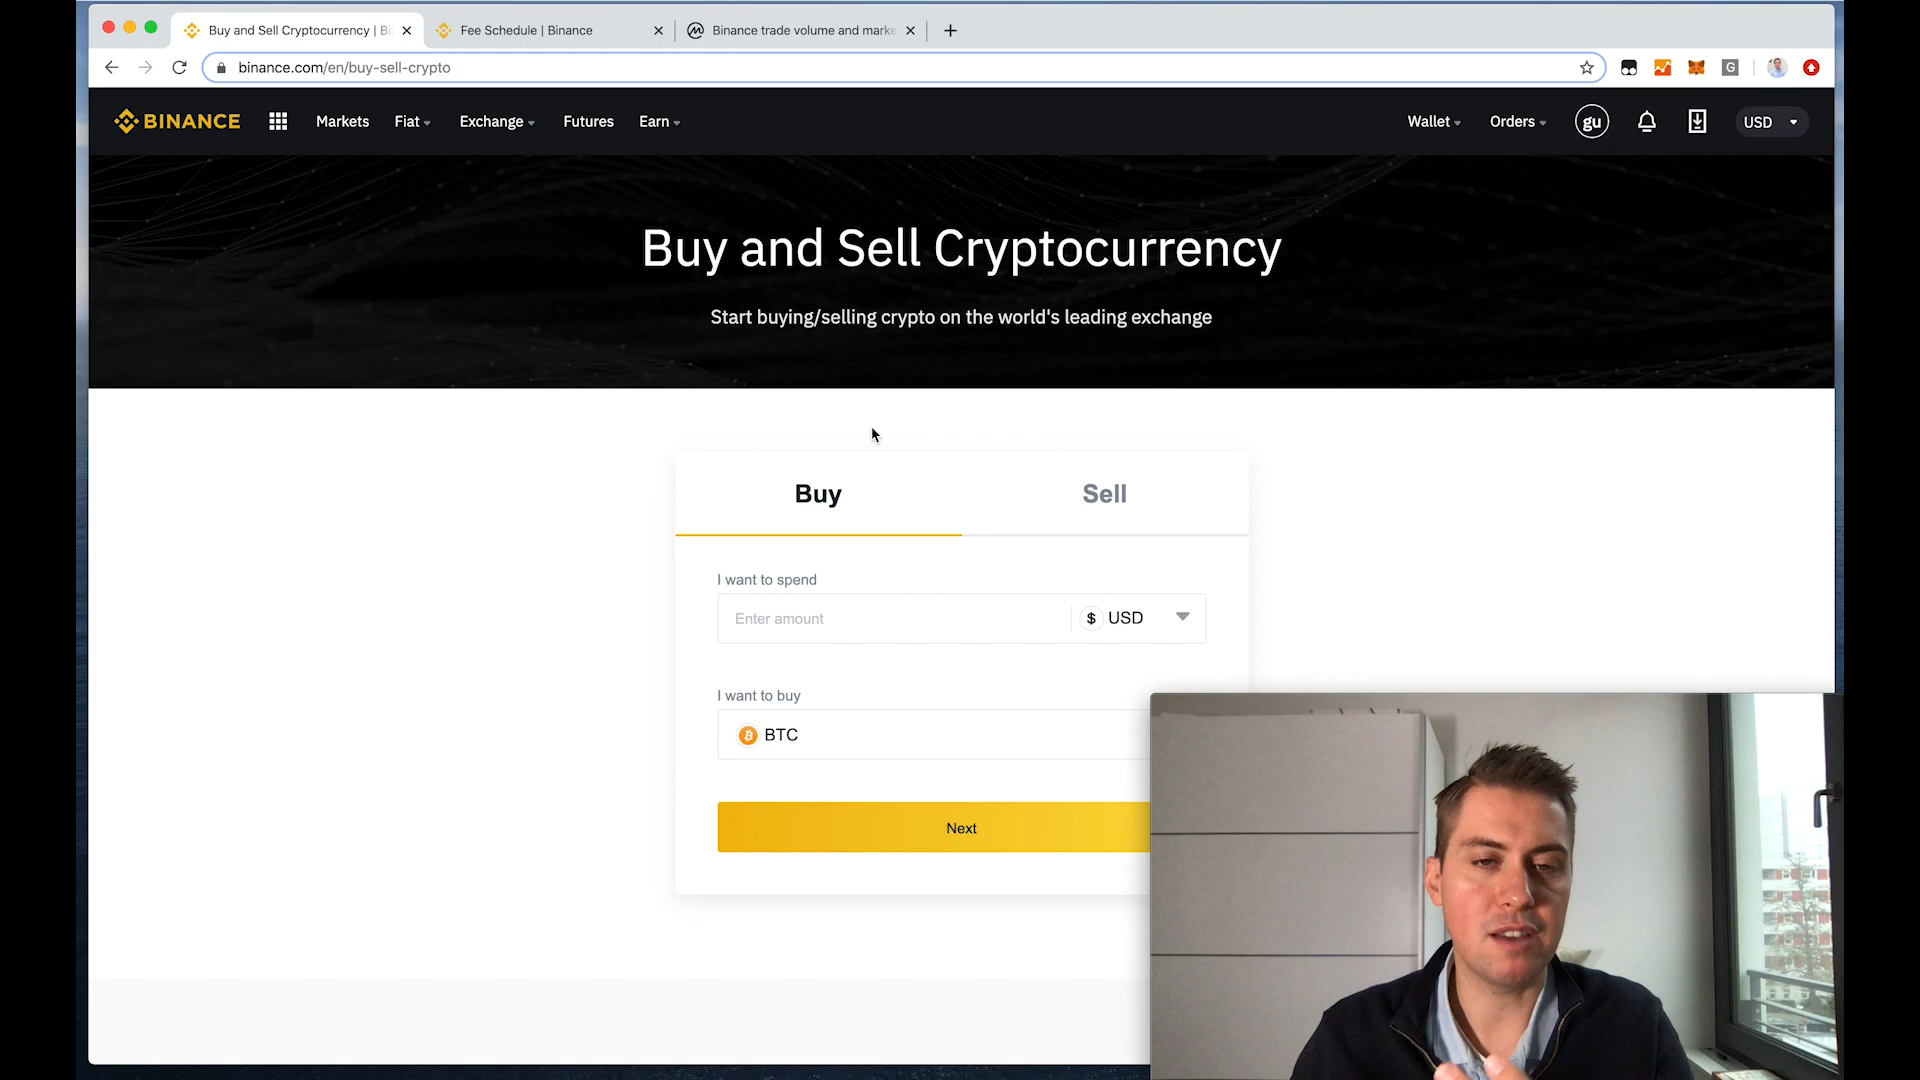 Buy and Sell Cryptocurrency | Bi
Fee Schedule | Binance
Binance trade volume and marke
binance.com/en/buy-sell-crypto
G
BINANCE
Markets
Fiat
Exchange
Futures
Earn
Wallet
Orders
gu
USD
Buy and Sell Cryptocurrency
Start buying/selling crypto on the world's leading exchange
Buy
Sell
I want to spend
Enter amount
$ USD
I want to buy
BTC
Next